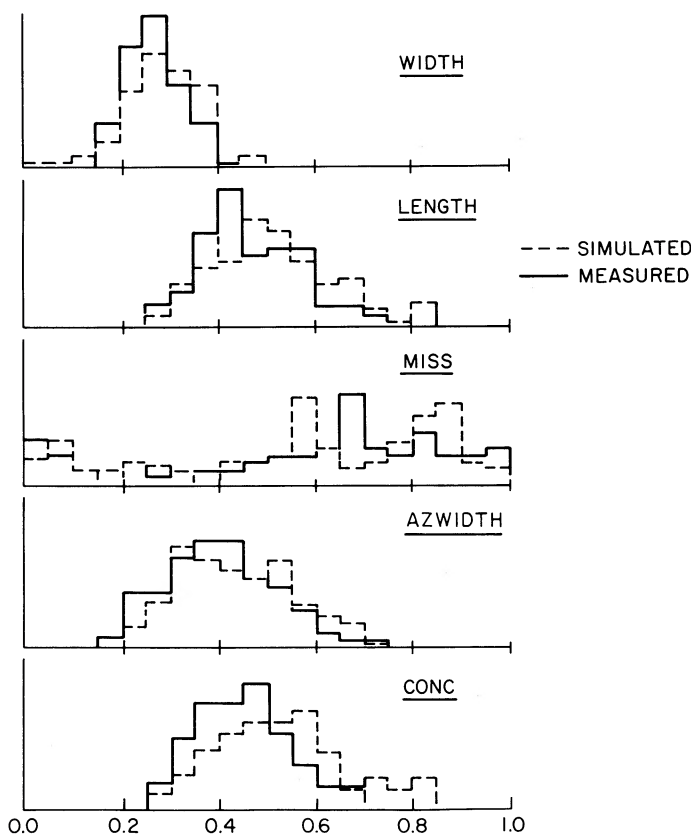 WIDTH
LENGTH
SIMULATED
MEASURED
MISS
AZWIDTH
CONC
0.0 0.2 0.4 0.6 0.8 1.0